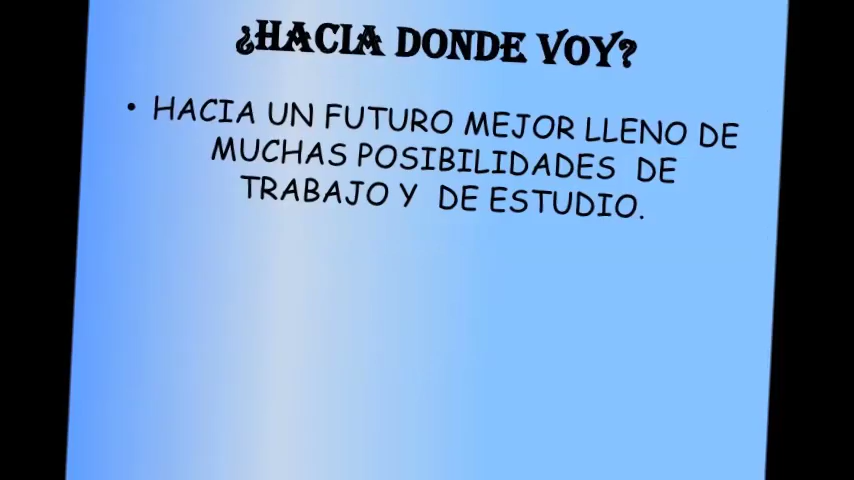 ¿HACIA DONDE VOY?
• HACIA UN FUTURO MEJOR LLENO DE
MUCHAS POSIBILIDADES DE
TRABAJO Y DE ESTUDIO.